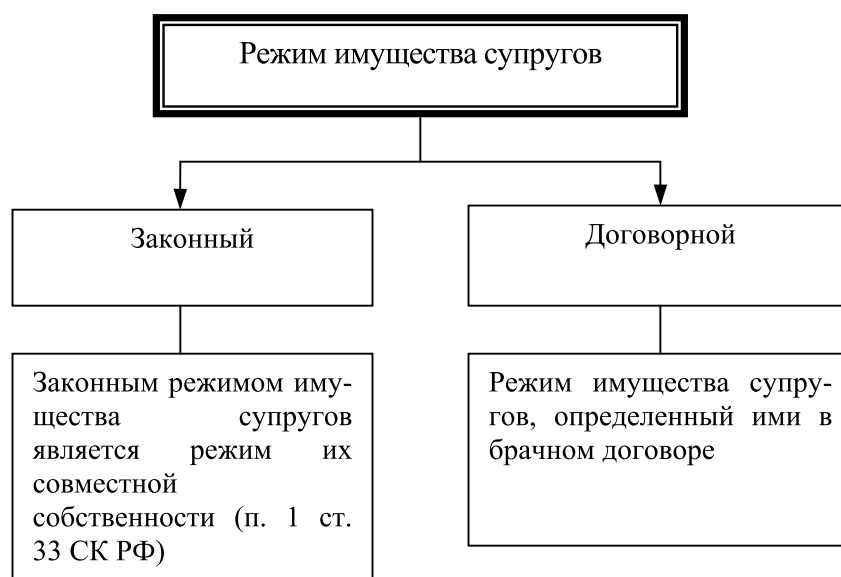 Режим имущества супругов
Законный
Договорной
Законным режимом иму-
щества супругов
является режим их
совместной
собственности (п. 1 ст.
33 СК РФ)
Режим имущества супру-
гов, определенный ими в
брачном договоре